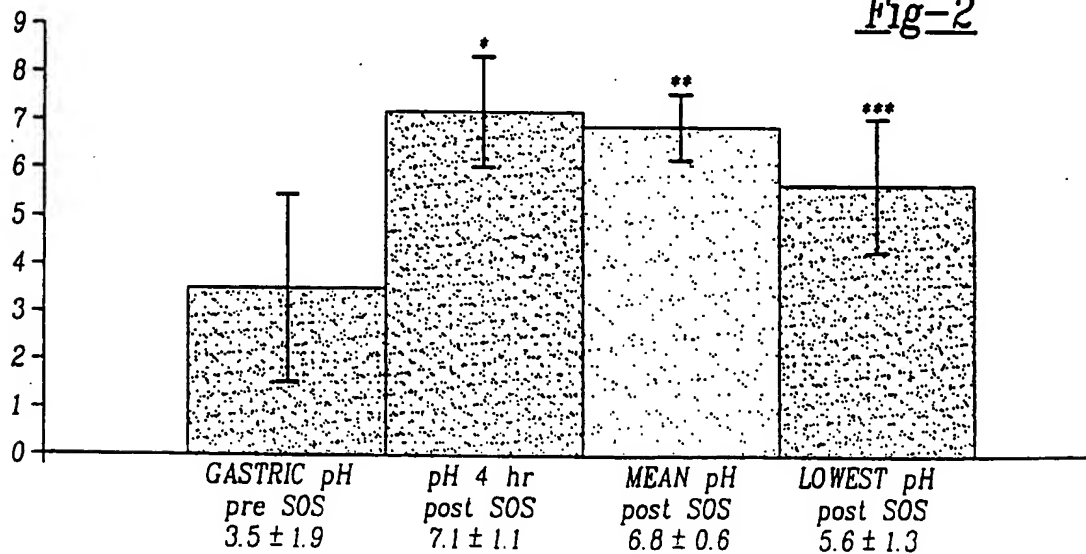 Fig-2
9
8
7
6
5
4
3
2
1
0
*
**
***
GASTRIC pH
pre SOS
3.5 ± 1.9
pH 4 hr
post SOS
7.1 ± 1.1
MEAN pH
post SOS
6.8 ± 0.6
LOWEST pH
post SOS
5.6 ± 1.3